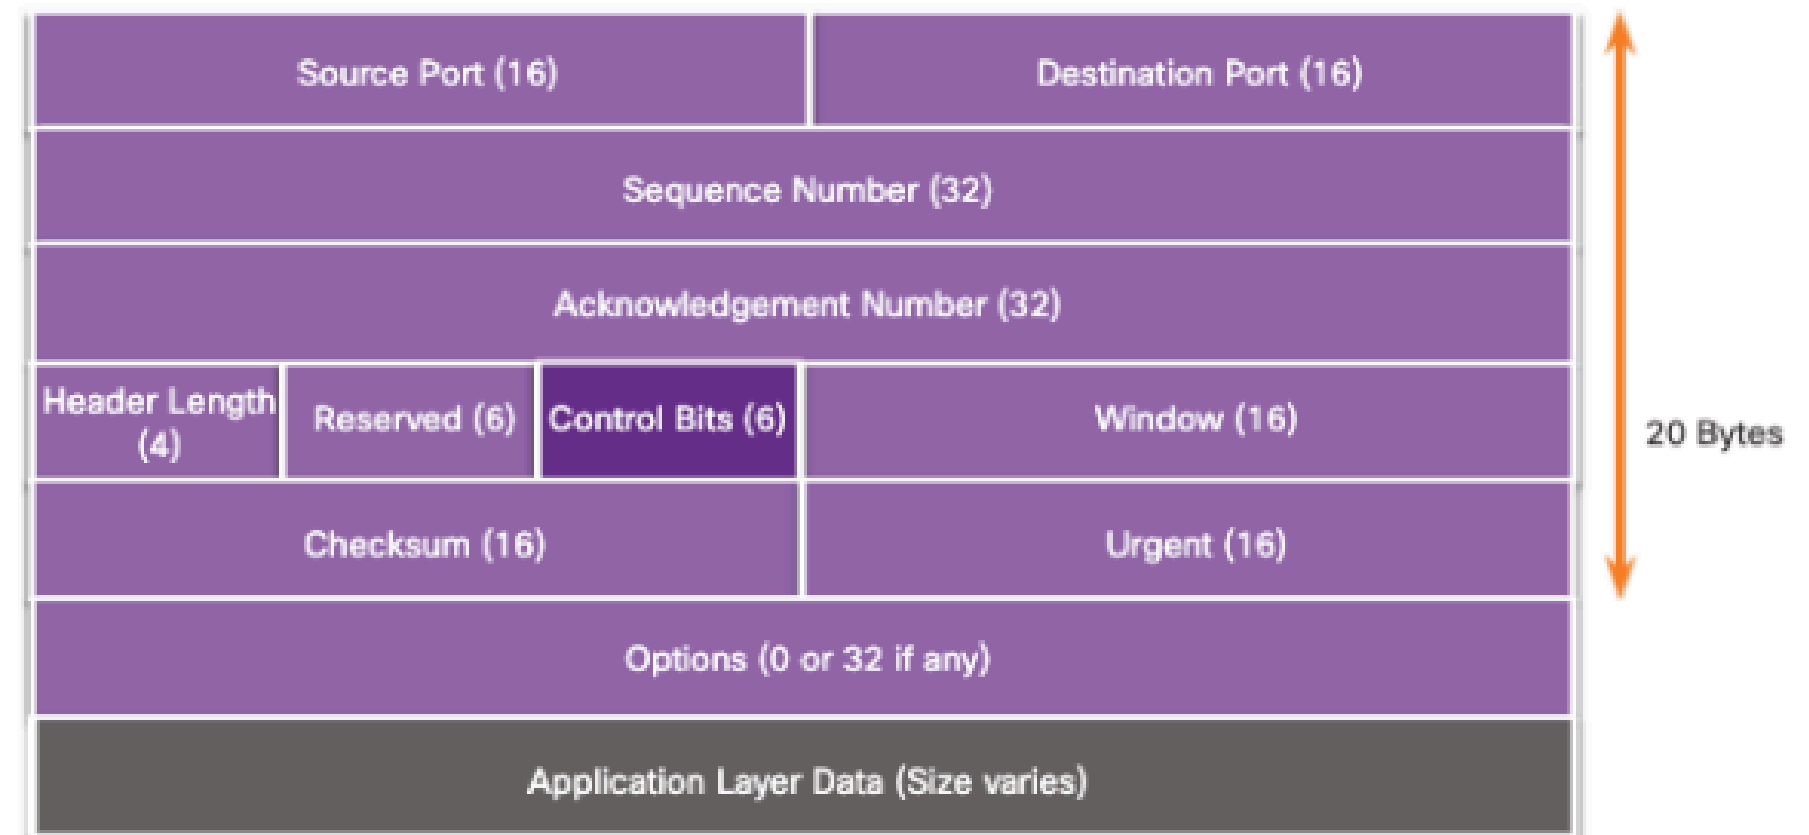 Source Port (16)
Destination Port (16)
Sequence Number (32)
Acknowledgement Number (32)
Header Length
(4)
Reserved (6)
Control Bits (6)
Window (16)
20 Bytes
Checksum (16)
Urgent (16)
Options (0 or 32 if any)
Application Layer Data (Size varies)